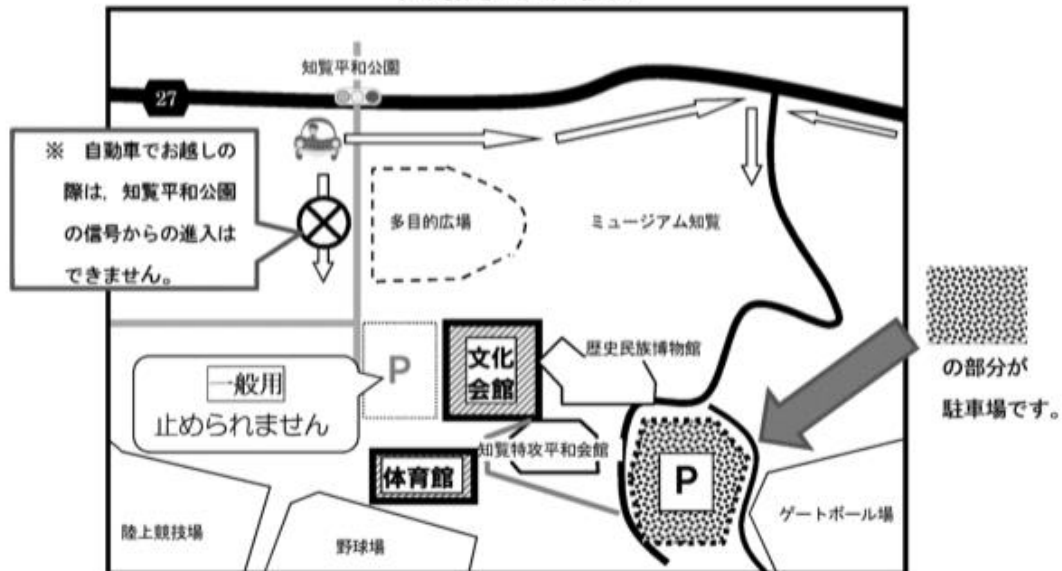 知覧平和公園
27
※ 自動車でお越しの
際は,知覧平和公園
の信号からの進入は
できません。
多目的広場
ミュージアム知覧
の部分が
駐車場です。
P
一般用
止められません
文化
会館
歴史民族博物館
知覧特攻平和会館
体育館
P
陸上競技場
野球場
ゲートボール場